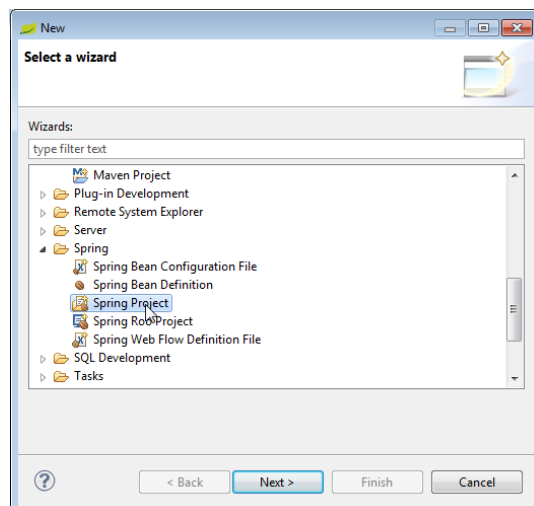 New
Select a wizard
Wizards:
type filter text
Maven Project
Plug-in Development
Remote System Explorer
Server
Spring
Spring Bean Configuration File
Spring Bean Definition
Spring Project
Spring Roo Project
Spring Web Flow Definition File
SQL Development
Tasks
? < Back Next > Finish Cancel